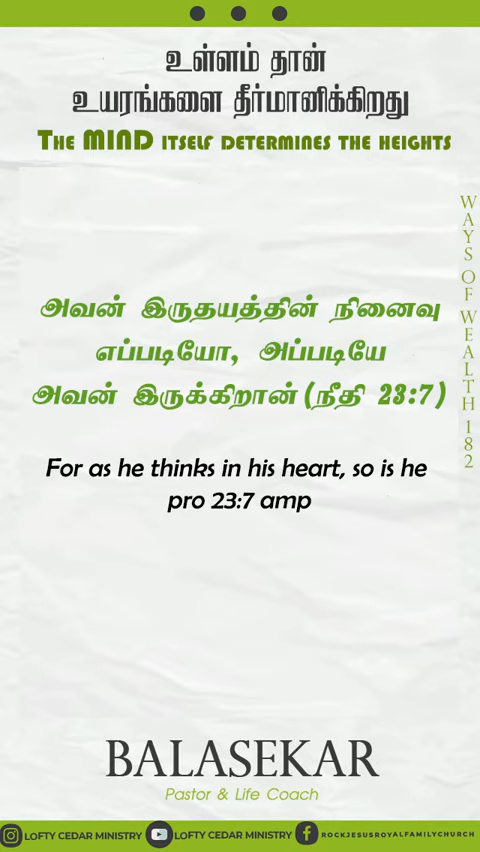 உள்ளம் தான்
உயரங்களை தீர்மானிக்கிறது
THE MIND ITSELF DETERMINES THE HEIGHTS
அவன் இருதயத்தின் நினைவு
எப்படியோ, அப்படியே
அவன் இருக்கிறான் (நீதி 23:7)
For as he thinks in his heart, so is he
pro 23:7 amp
WAYS OF WEALTH 182
BALASEKAR
Pastor & Life Coach
LOFTY CEDAR MINISTRY LOFTY CEDAR MINISTRY ROCKJESUSROYALFAMILYCHURCH